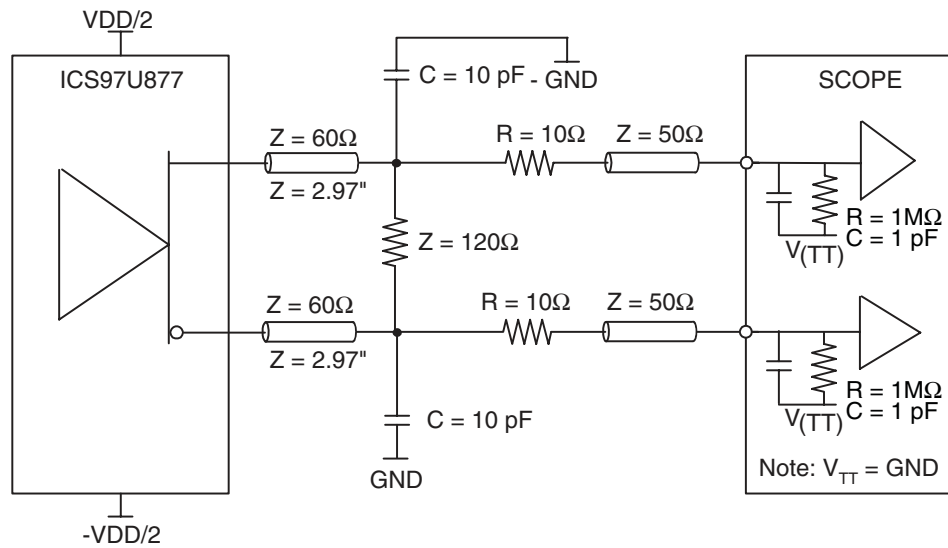 VDD/2
ICS97U877
C = 10 pF
- GND
SCOPE
Z = 60Ω
R = 10Ω
Z = 50Ω
Z = 2.97"
R = 1MΩ
C = 1 pF
V(TT)
Z = 120Ω
Z = 60Ω
R = 10Ω
Z = 50Ω
Z = 2.97"
R = 1MΩ
C = 1 pF
V(TT)
C = 10 pF
GND
Note: VTT = GND
-VDD/2